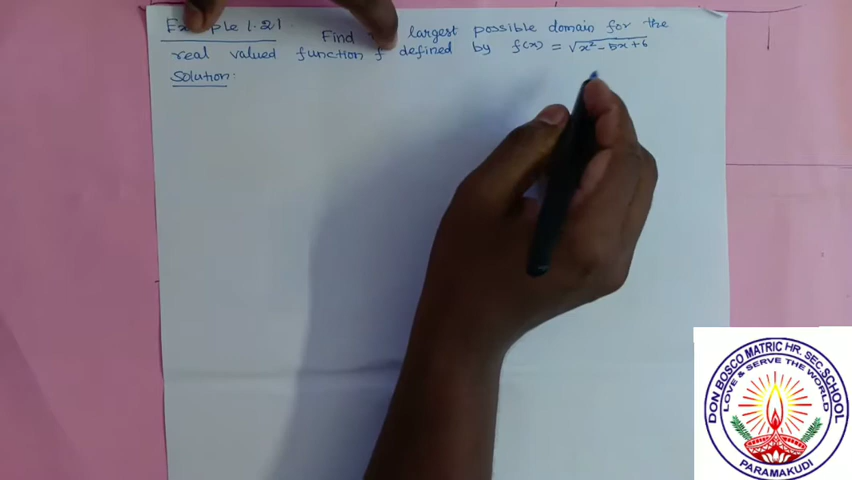 Example 1.21 Find largest possible domain for the
real valued function f defined by f(x) = √x² - 5x + 6
Solution:
DON BOSCO MATRIC HR. SEC. SCHOOL
LOVE & SERVE THE WORLD
PARAMAKUDI